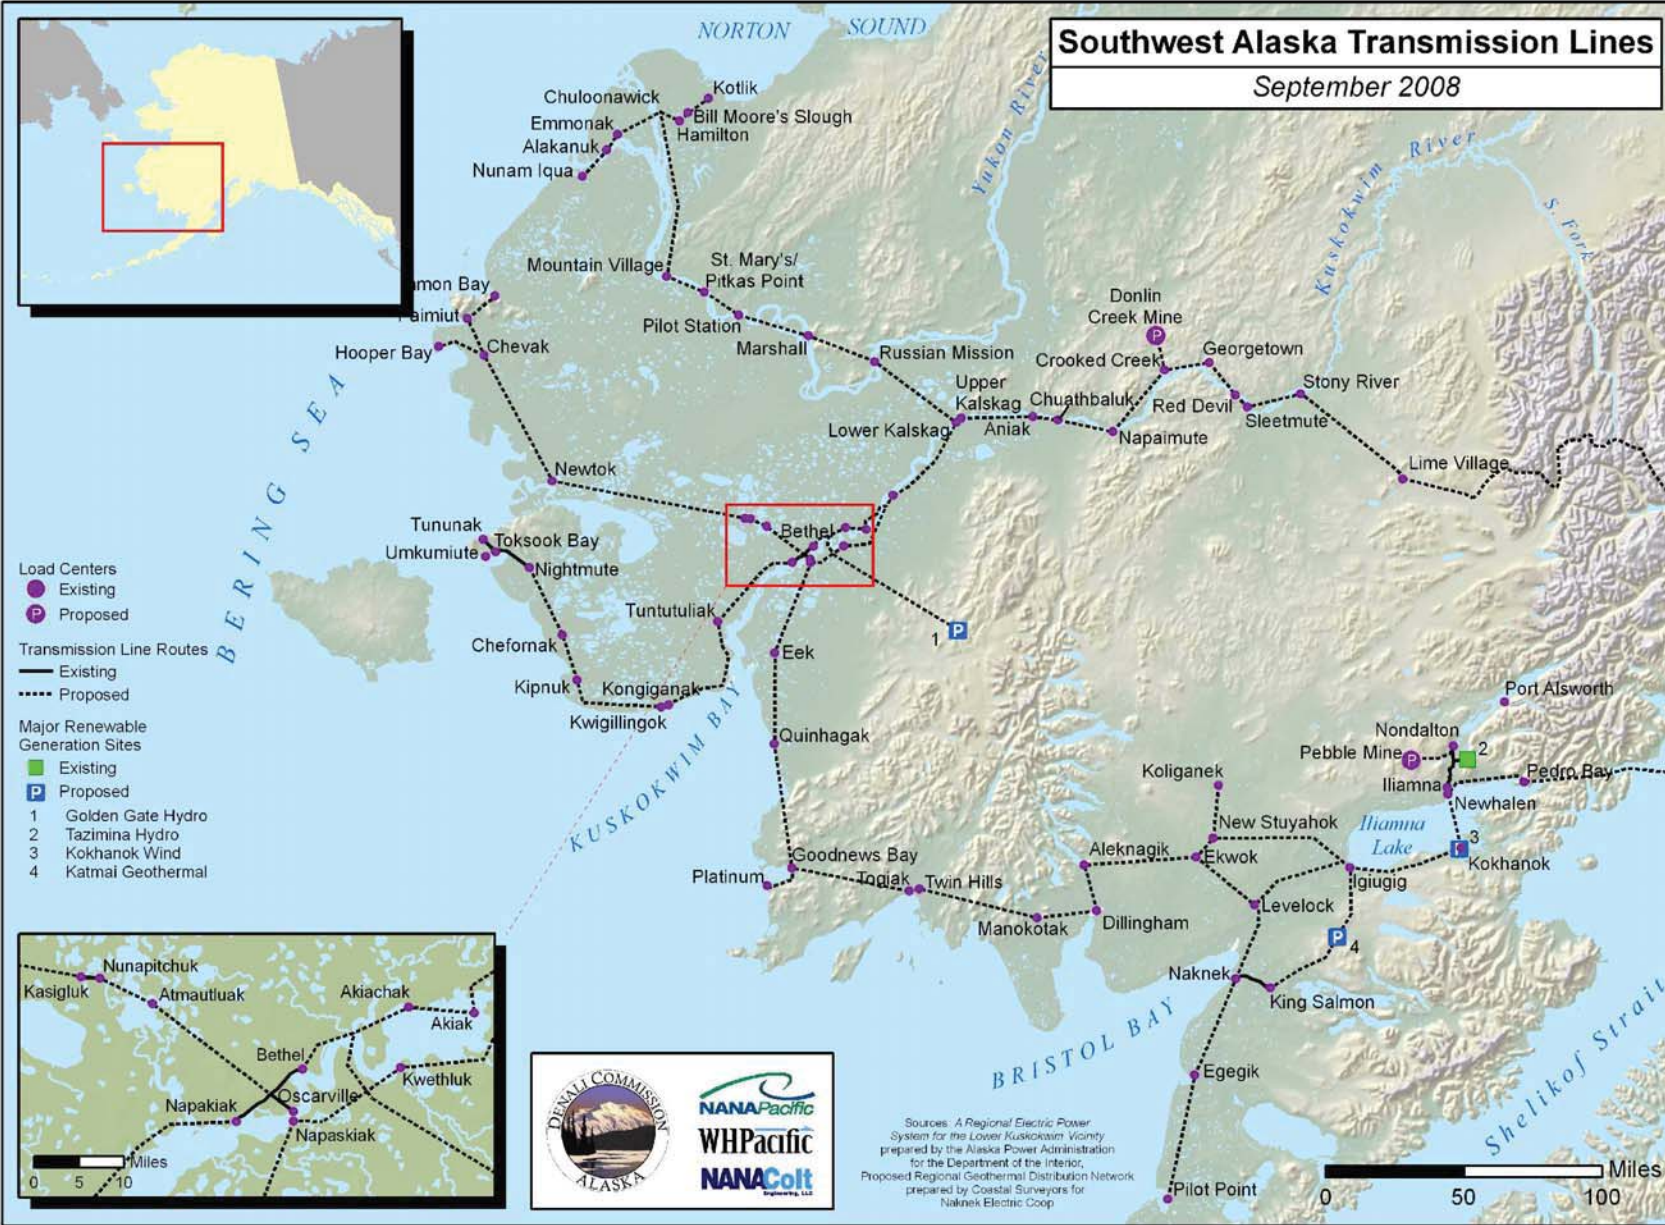 Southwest Alaska Transmission Lines
September 2008
NORTON SOUND
Yukon River
Kuskokwim River
S. Fork
Kotlik
Chuloonawick
Bill Moore's Slough
Emmonak
Hamilton
Alakanuk
Nunam Iqua
Mountain Village
St. Mary's/
Pitkas Point
Pilot Station
Marshall
Russian Mission
mon Bay
aimiut
Hooper Bay
Chevak
Donlin
Creek Mine
P
Crooked Creek
Georgetown
Upper
Kalskag
Chuathbaluk
Red Devil
Stony River
Lower Kalskag
Aniak
Napaimute
Sleetmute
Lime Village
BERING SEA
Newtok
Tununak
Toksook Bay
Umkumiute
Nightmute
Bethel
Tuntutuliak
Chefornak
Kipnuk
Kongiganak
Kwigillingok
Eek
1
P
Quinhagak
KUSKOKWIM BAY
Load Centers
Existing
P Proposed
Transmission Line Routes
Existing
Proposed
Major Renewable
Generation Sites
Existing
P Proposed
1 Golden Gate Hydro
2 Tazimina Hydro
3 Kokhanok Wind
4 Katmai Geothermal
Port Alsworth
Nondalton
2
Pebble Mine
P
Pedro Bay
Iliamna
Newhalen
Koliganek
New Stuyahok
Iliamna
Lake
3
Kokhanok
Goodnews Bay
Platinum
Togiak
Twin Hills
Aleknagik
Ekwok
Igiugig
Manokotak
Dillingham
Levelock
P
4
Naknek
King Salmon
BRISTOL BAY
Egegik
Pilot Point
Shelikof Strait
Nunapitchuk
Kasigluk
Atmautluak
Akiachak
Akiak
Bethel
Kwethluk
Oscarville
Napakiak
Napaskiak
Miles
0 5 10
DENALI COMMISSION
ALASKA
NANAPacific
WHPacific
NANAColt
Engineering, LLC
Sources: A Regional Electric Power
System for the Lower Kuskokwim Vicinity
prepared by the Alaska Power Administration
for the Department of the Interior,
Proposed Regional Geothermal Distribution Network
prepared by Coastal Surveyors for
Naknek Electric Coop
Miles
0 50 100